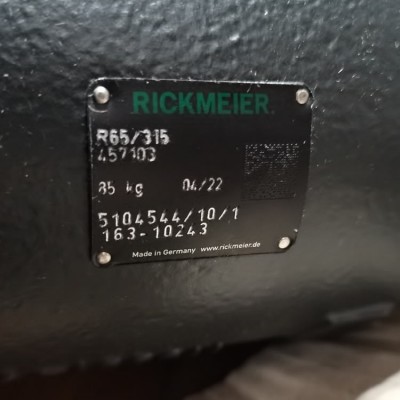 RICKMEIER
R65/315
457103
85 kg 04/22
5104544/10/1
163-10243
Made in Germany www.rickmeier.de